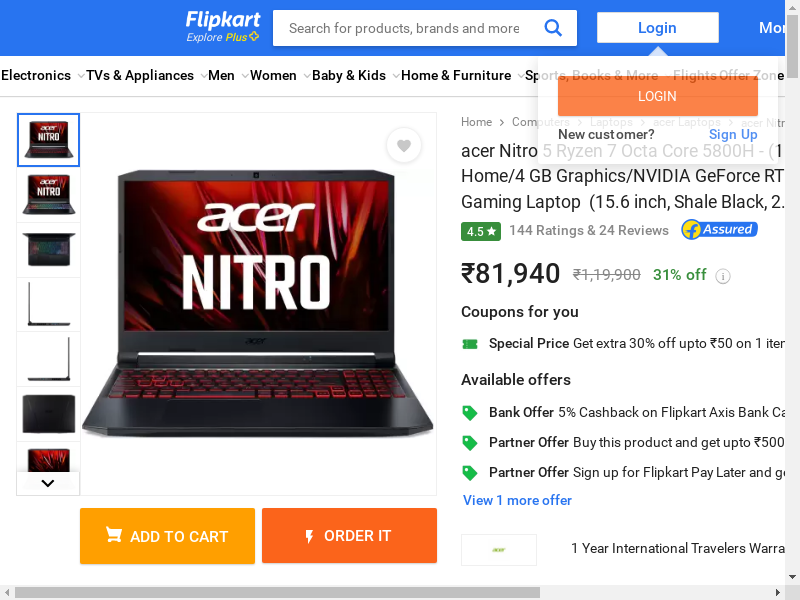 Flipkart
Explore Plus
Search for products, brands and more
Login
Electronics
TVs & Appliances
Men
Women
Baby & Kids
Home & Furniture
Sports, Books & More
Flights
Offer Zone
LOGIN
New customer?
Sign Up
Home
Computers
Laptops
acer Laptops
acer Nitr
acer Nitro 5 Ryzen 7 Octa Core 5800H - (1
Home/4 GB Graphics/NVIDIA GeForce RT
Gaming Laptop (15.6 inch, Shale Black, 2.
4.5
144 Ratings & 24 Reviews
Assured
₹81,940
₹1,19,900
31% off
Coupons for you
Special Price Get extra 30% off upto ₹50 on 1 iten
Available offers
Bank Offer 5% Cashback on Flipkart Axis Bank Ca
Partner Offer Buy this product and get upto ₹500
Partner Offer Sign up for Flipkart Pay Later and ge
View 1 more offer
acer
1 Year International Travelers Warra
acer
NITRO
acer
NITRO
acer
NITRO
acer
ADD TO CART
ORDER IT